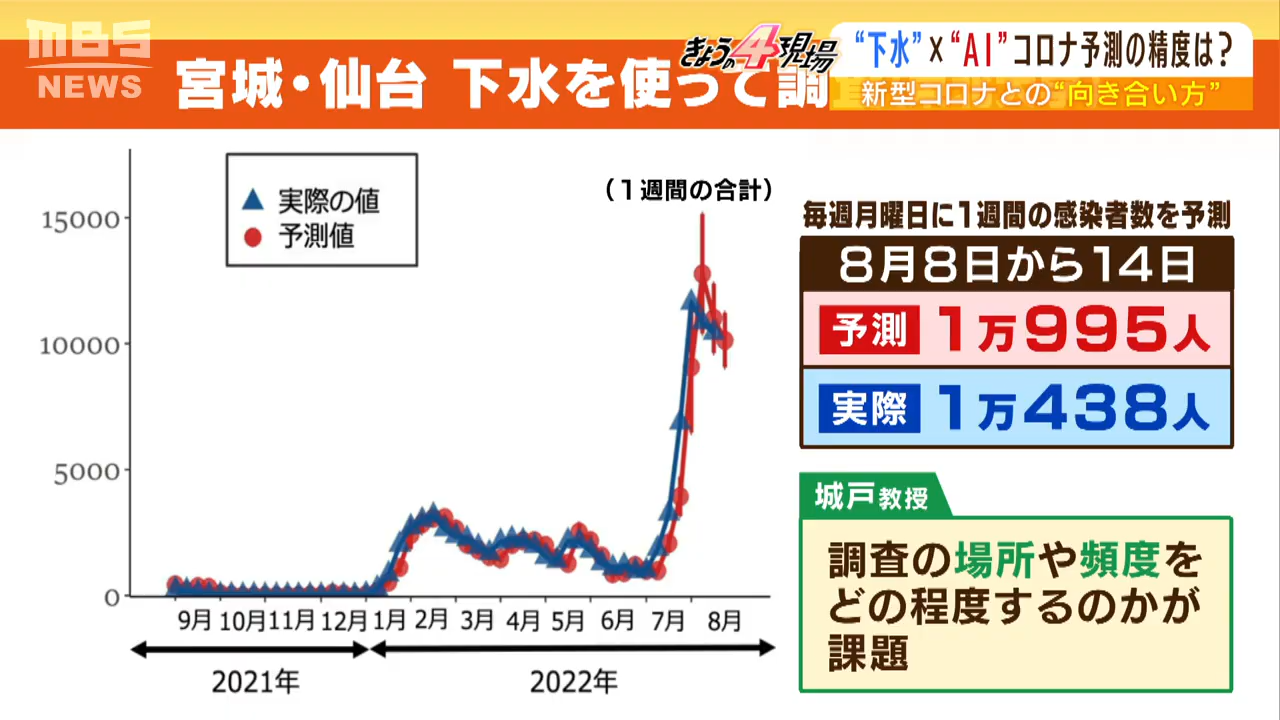 MBS
NEWS
宮城・仙台 下水を使って調
きょうの4現場
“下水”×“AI”コロナ予測の精度は?
新型コロナとの“向き合い方”
実際の値
予測値
(1週間の合計)
15000
10000
5000
0
9月 10月 11月 12月 1月 2月 3月 4月 5月 6月 7月 8月
2021年 2022年
毎週月曜日に1週間の感染者数を予測
8月8日から14日
予測 1万995人
実際 1万438人
城戸教授
調査の場所や頻度を
どの程度するのかが
課題